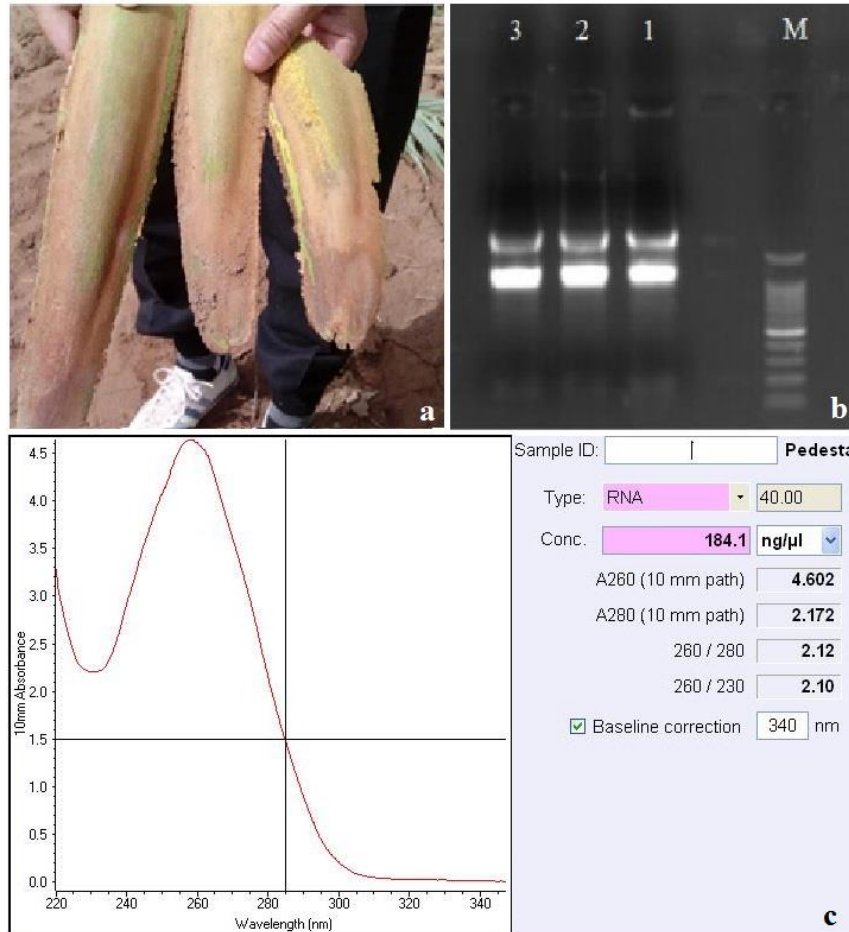 3 2 1 M
a
b
4.5
4.0
3.5
3.0
2.5
2.0
1.5
1.0
0.5
0.0
10mm Absorbance
220 240 260 280 300 320 340
Wavelength (nm)
Sample ID: Pedesta
Type: RNA 40.00
Conc. 184.1 ng/µl
A260 (10 mm path) 4.602
A280 (10 mm path) 2.172
260 / 280 2.12
260 / 230 2.10
Baseline correction 340 nm
c